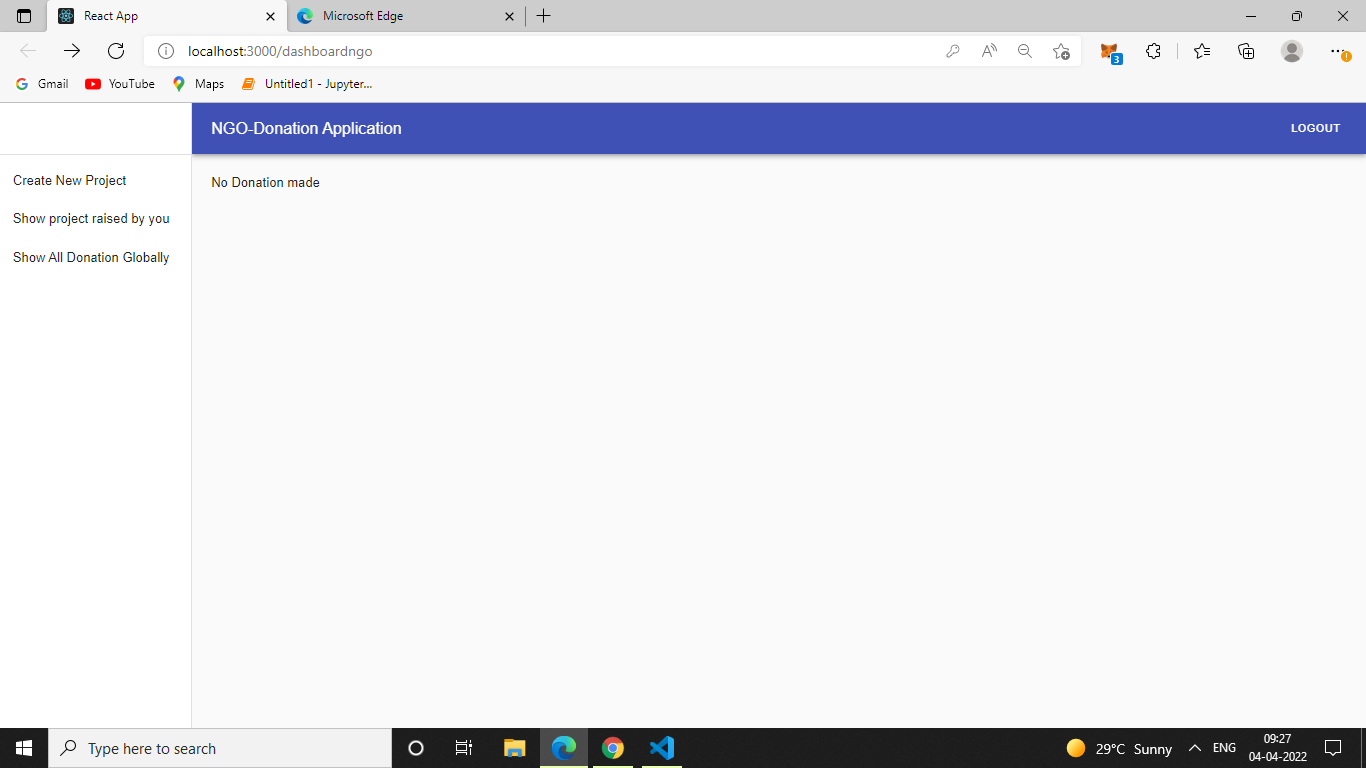 React App
Microsoft Edge
localhost:3000/dashboardngo
3
Gmail
YouTube
Maps
Untitled1 - Jupyter...
NGO-Donation Application
LOGOUT
Create New Project
Show project raised by you
Show All Donation Globally
No Donation made
Type here to search
29°C Sunny
ENG
09:27
04-04-2022